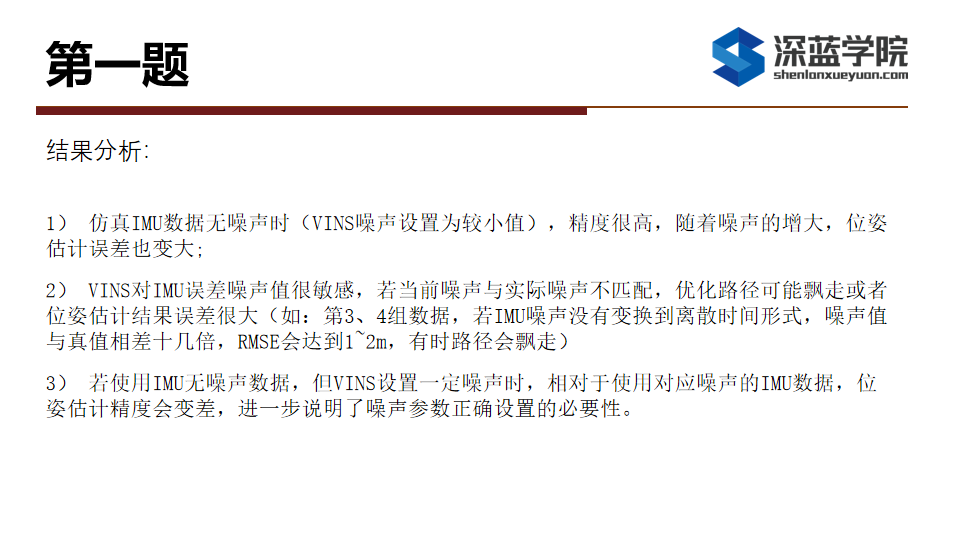 第一题
深蓝学院
shenlanxueyuan.com
结果分析:
1） 仿真IMU数据无噪声时（VINS噪声设置为较小值），精度很高，随着噪声的增大，位姿
估计误差也变大;
2） VINS对IMU误差噪声值很敏感，若当前噪声与实际噪声不匹配，优化路径可能飘走或者
位姿估计结果误差很大（如：第3、4组数据，若IMU噪声没有变换到离散时间形式，噪声值
与真值相差十几倍，RMSE会达到1~2m，有时路径会飘走）
3） 若使用IMU无噪声数据，但VINS设置一定噪声时，相对于使用对应噪声的IMU数据，位
姿估计精度会变差，进一步说明了噪声参数正确设置的必要性。